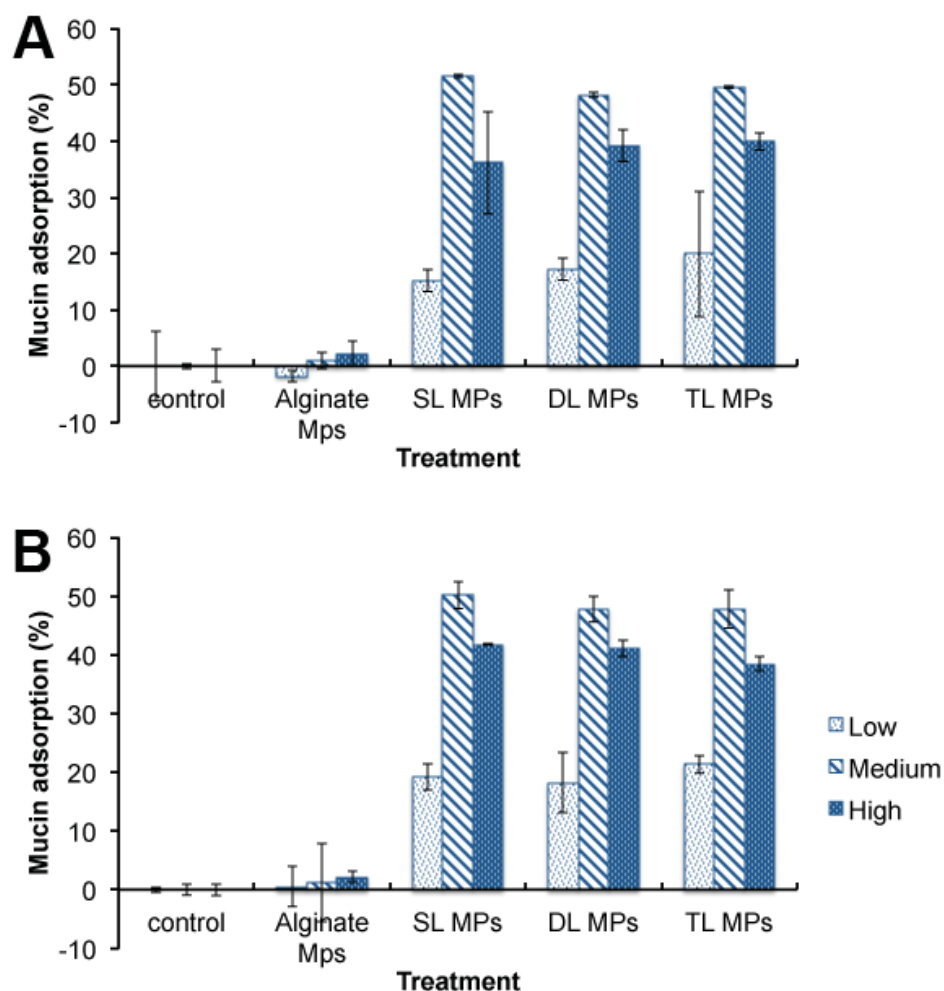 A
60
50
40
30
20
10
0
-10
Mucin adsorption (%)
control
Alginate
Mps
SL MPs
DL MPs
TL MPs
Treatment
B
60
50
40
30
20
10
0
-10
Mucin adsorption (%)
control
Alginate
Mps
SL MPs
DL MPs
TL MPs
Treatment
Low
Medium
High